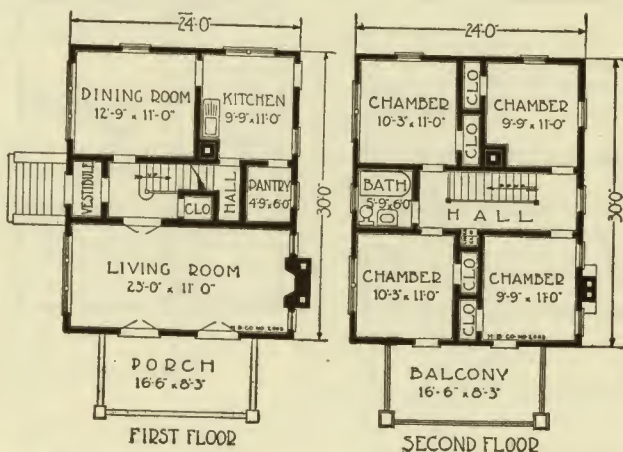 24'-0"
DINING ROOM
12'-9" x 11'-0"
KITCHEN
9'-9" x 11'-0"
VESTIBULE
UP
CLO
HALL
PANTRY
4'-9" x 6'-0"
30'-0"
LIVING ROOM
23'-0" x 11'-0"
PORCH
16'-6" x 8'-3"
FIRST FLOOR
24'-0"
CHAMBER
10'-3" x 11'-0"
CLO
CLO
CHAMBER
9'-9" x 11'-0"
BATH
5'-9" x 6'-0"
HALL
30'-0"
CHAMBER
10'-3" x 11'-0"
CLO
CLO
CHAMBER
9'-9" x 11'-0"
BALCONY
16'-6" x 8'-3"
SECOND FLOOR